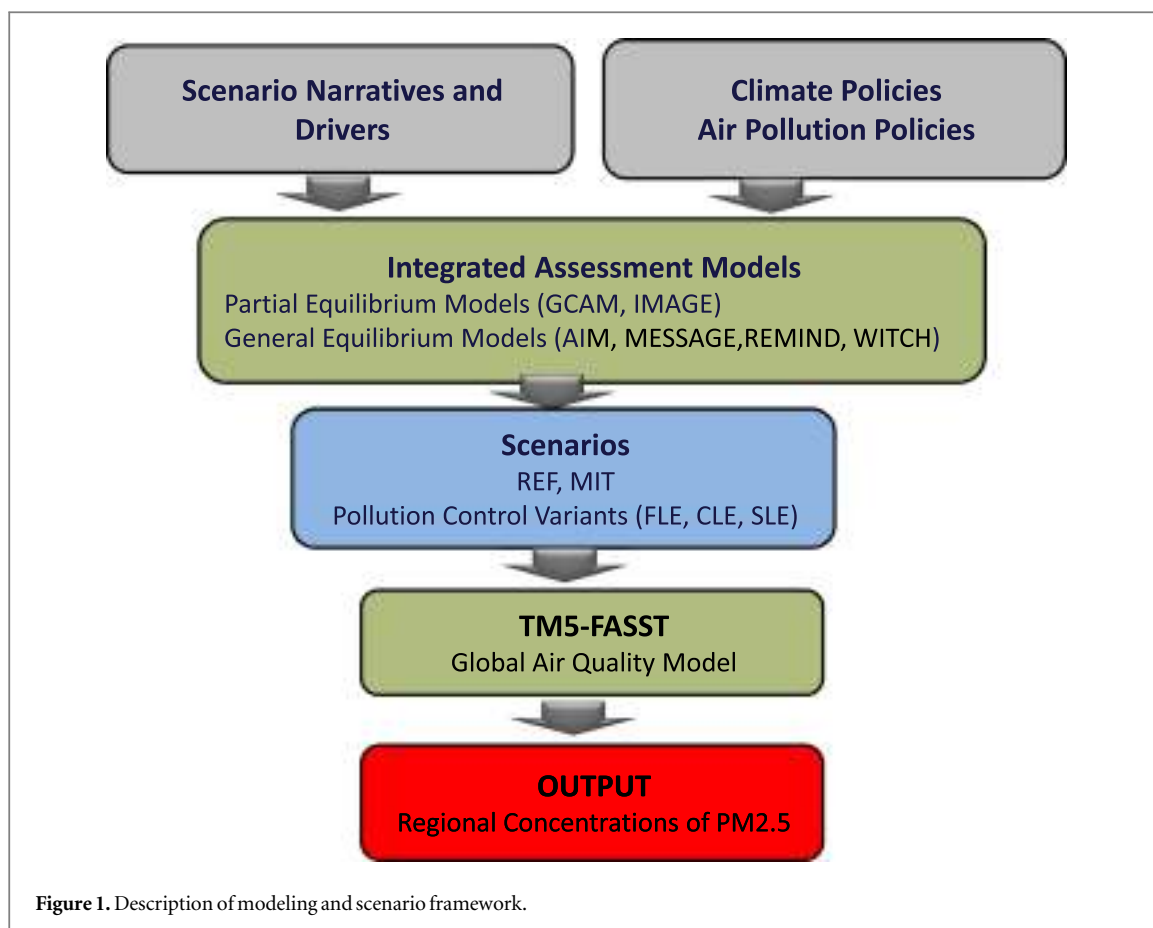 Scenario Narratives and
Drivers
Climate Policies
Air Pollution Policies
Integrated Assessment Models
Partial Equilibrium Models (GCAM, IMAGE)
General Equilibrium Models (AIM, MESSAGE,REMIND, WITCH)
Scenarios
REF, MIT
Pollution Control Variants (FLE, CLE, SLE)
TM5-FASST
Global Air Quality Model
OUTPUT
Regional Concentrations of PM2.5
Figure 1. Description of modeling and scenario framework.